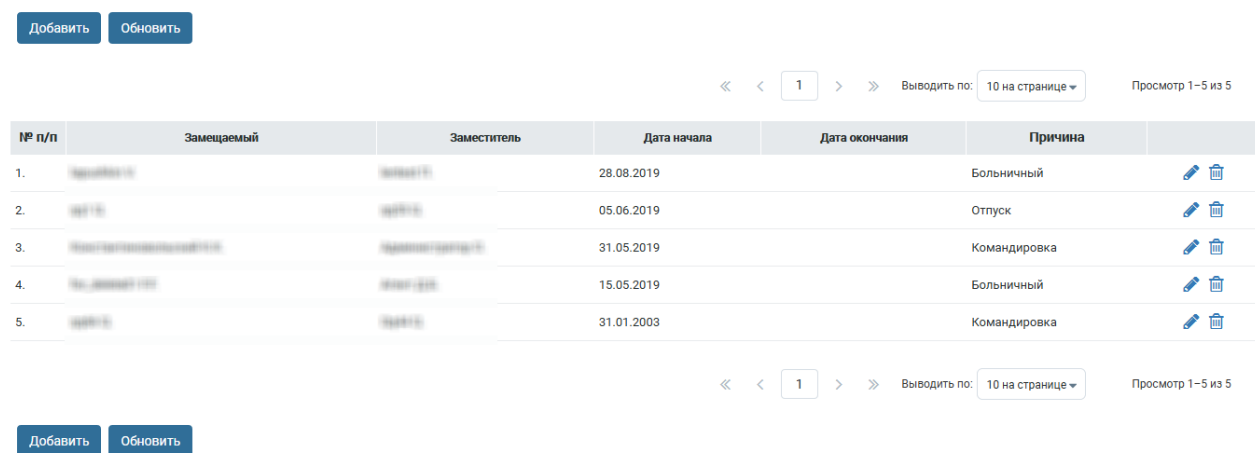 Добавить Обновить
1 Выводить по: 10 на странице Просмотр 1–5 из 5
№ п/п Замещаемый Заместитель Дата начала Дата окончания Причина
1. 28.08.2019 Больничный
2. 05.06.2019 Отпуск
3. 31.05.2019 Командировка
4. 15.05.2019 Больничный
5. 31.01.2003 Командировка
1 Выводить по: 10 на странице Просмотр 1–5 из 5
Добавить Обновить